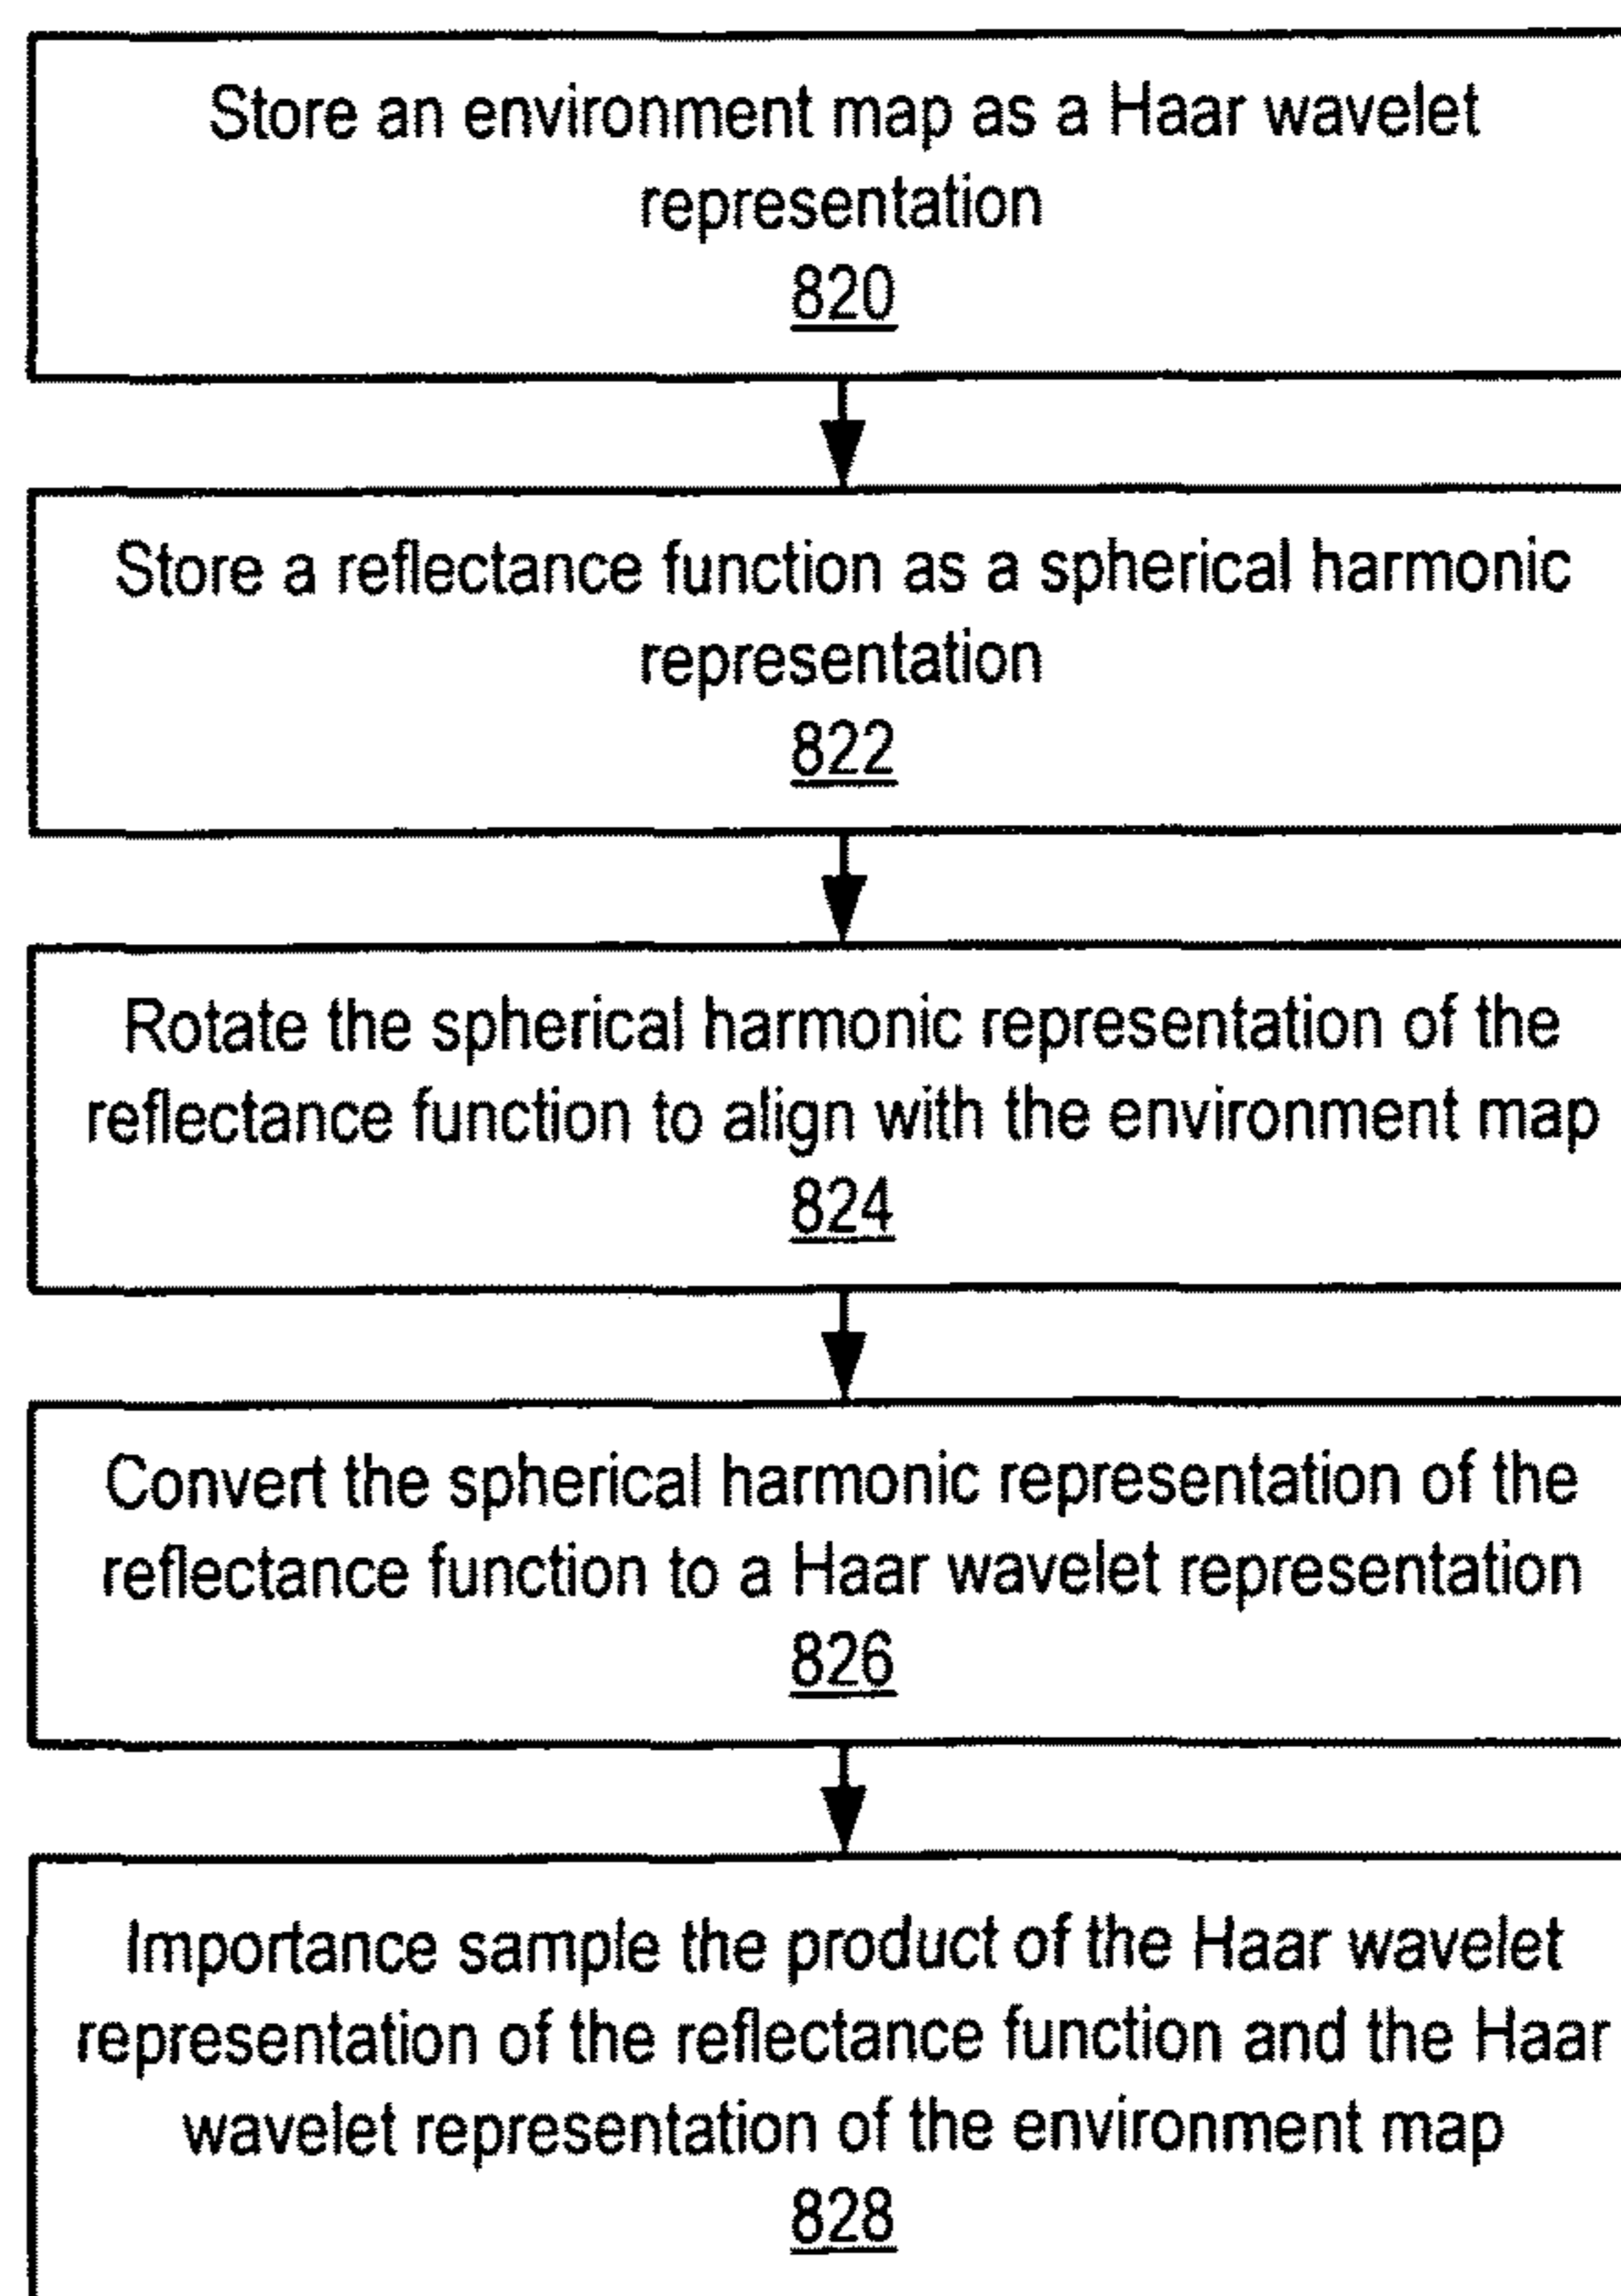 Store an environment map as a Haar wavelet
representation
820
Store a reflectance function as a spherical harmonic
representation
822
Rotate the spherical harmonic representation of the
reflectance function to align with the environment map
824
Convert the spherical harmonic representation of the
reflectance function to a Haar wavelet representation
826
Importance sample the product of the Haar wavelet
representation of the reflectance function and the Haar
wavelet representation of the environment map
828